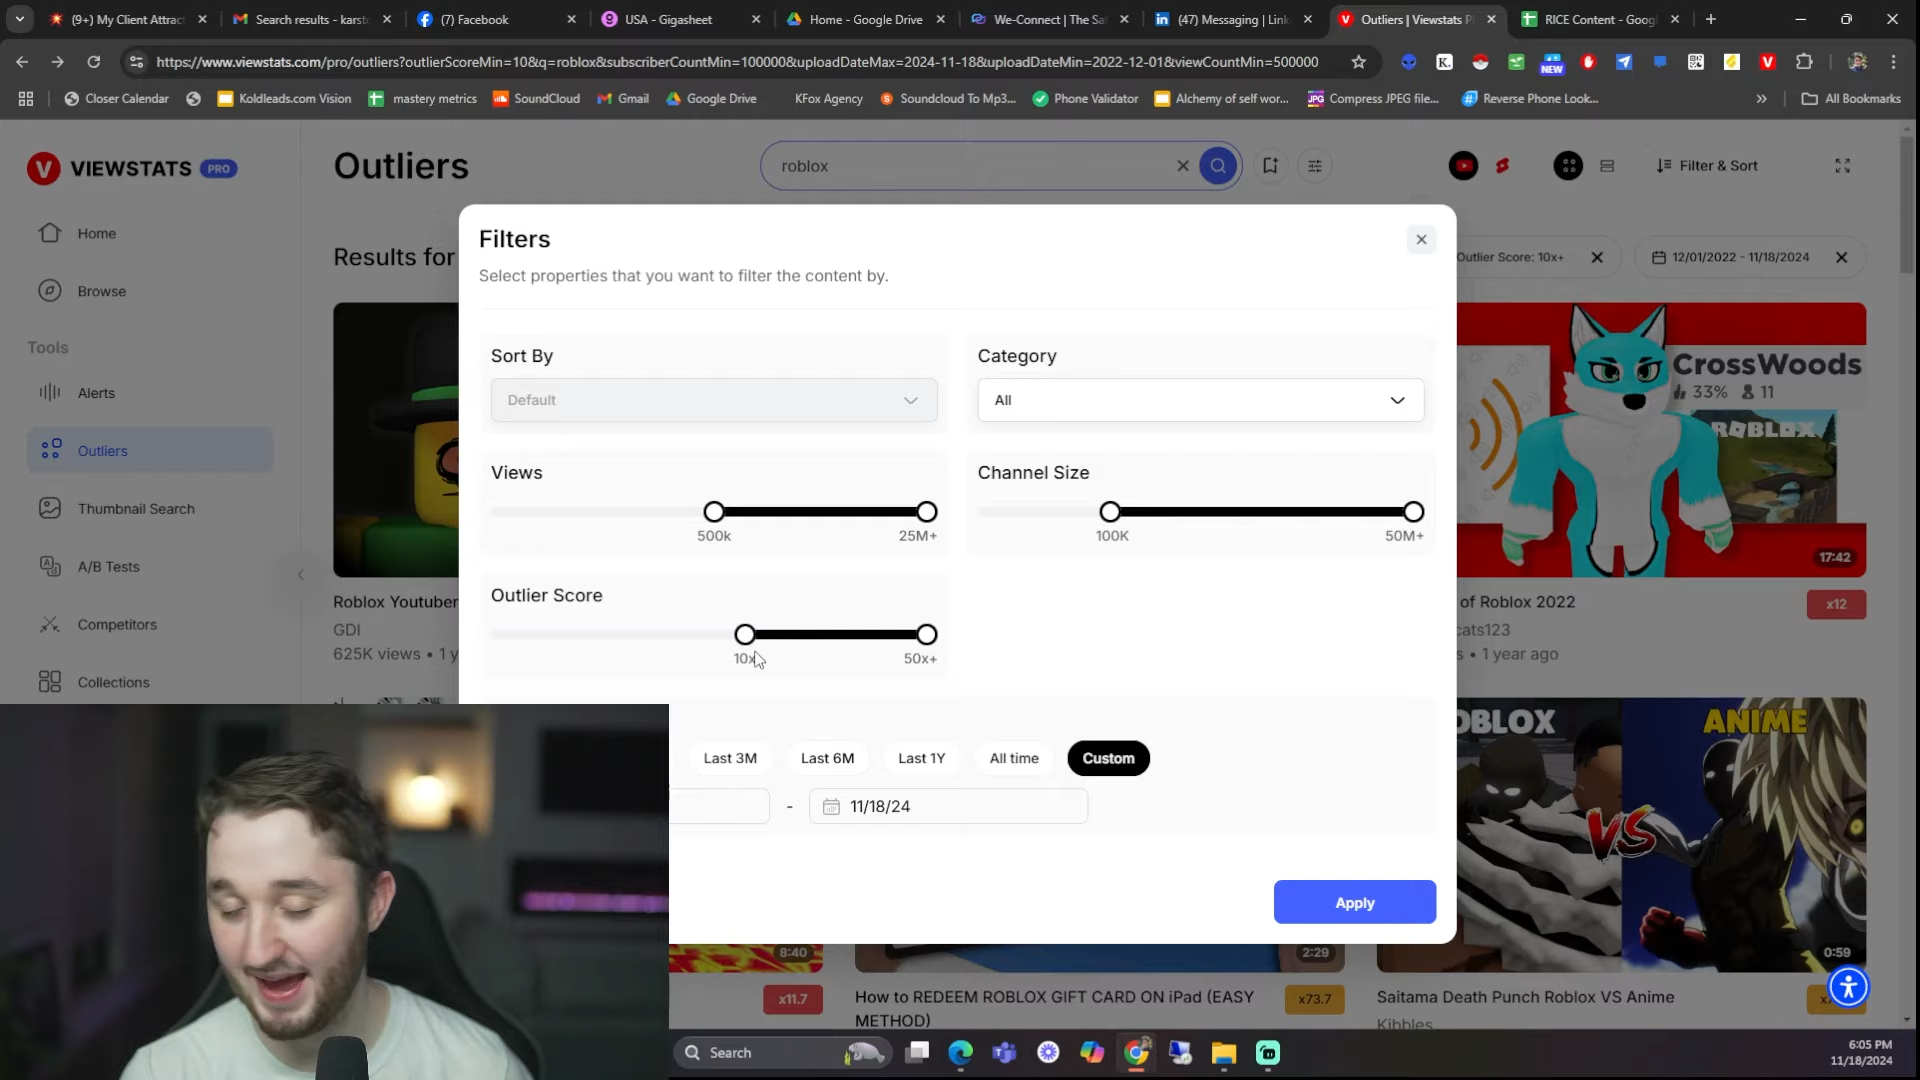 (9+) My Client Attract
Search results - karst
(7) Facebook
USA - Gigasheet
Home - Google Drive
We-Connect | The Sa
(47) Messaging | Link
Outliers | Viewstats P
RICE Content - Goog
https://www.viewstats.com/pro/outliers?outlierScoreMin=10&q=roblox&subscriberCountMin=100000&uploadDateMax=2024-11-18&uploadDateMin=2022-12-01&viewCountMin=500000
K.
NEW
Closer Calendar
Koldleads.com Vision
mastery metrics
SoundCloud
Gmail
Google Drive
KFox Agency
Soundcloud To Mp3...
Phone Validator
Alchemy of self wor...
JPG
Compress JPEG file...
Reverse Phone Look...
All Bookmarks
VIEWSTATS PRO
Home
Browse
Tools
Alerts
Outliers
Thumbnail Search
A/B Tests
Competitors
Collections
Outliers
roblox
Filter & Sort
Results for
Outlier Score: 10x+
12/01/2022 - 11/18/2024
Filters
Select properties that you want to filter the content by.
Sort By
Default
Category
All
Views
500k
25M+
Channel Size
100K
50M+
Outlier Score
10x
50x+
Last 3M
Last 6M
Last 1Y
All time
Custom
-
11/18/24
Apply
CrossWoods
33% 11
ROBLOX
17:42
Roblox Youtuber
GDI
625K views • 1 y
of Roblox 2022
x12
cats123
s • 1 year ago
OBLOX
ANIME
VS
0:59
8:40
2:29
x11.7
How to REDEEM ROBLOX GIFT CARD ON iPad (EASY
METHOD)
x73.7
Saitama Death Punch Roblox VS Anime
Kibbles
Search
6:05 PM
11/18/2024